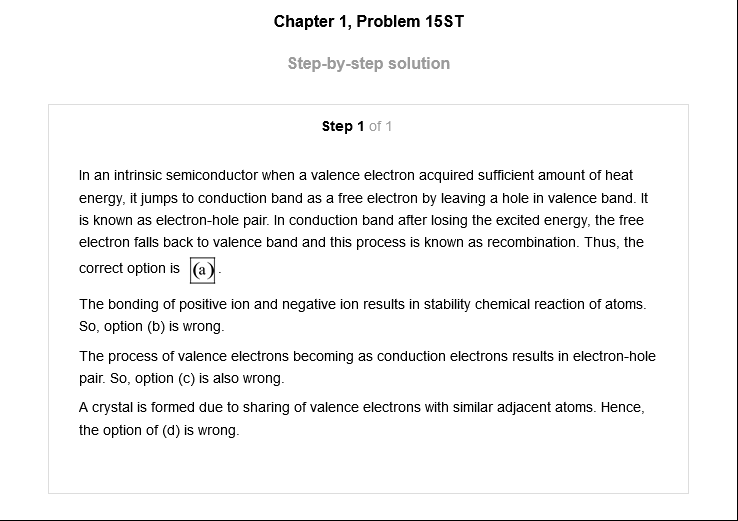 Chapter 1, Problem 15ST
Step-by-step solution
Step 1 of 1
In an intrinsic semiconductor when a valence electron acquired sufficient amount of heat
energy, it jumps to conduction band as a free electron by leaving a hole in valence band. It
is known as electron-hole pair. In conduction band after losing the excited energy, the free
electron falls back to valence band and this process is known as recombination. Thus, the
correct option is (a).
The bonding of positive ion and negative ion results in stability chemical reaction of atoms.
So, option (b) is wrong.
The process of valence electrons becoming as conduction electrons results in electron-hole
pair. So, option (c) is also wrong.
A crystal is formed due to sharing of valence electrons with similar adjacent atoms. Hence,
the option of (d) is wrong.